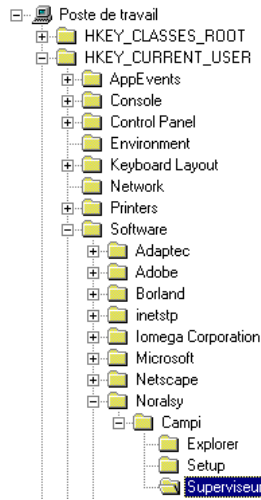 Poste de travail
HKEY_CLASSES_ROOT
HKEY_CURRENT_USER
AppEvents
Console
Control Panel
Environment
Keyboard Layout
Network
Printers
Software
Adaptec
Adobe
Borland
inetstp
Iomega Corporation
Microsoft
Netscape
Noralsy
Campi
Explorer
Setup
Superviseur